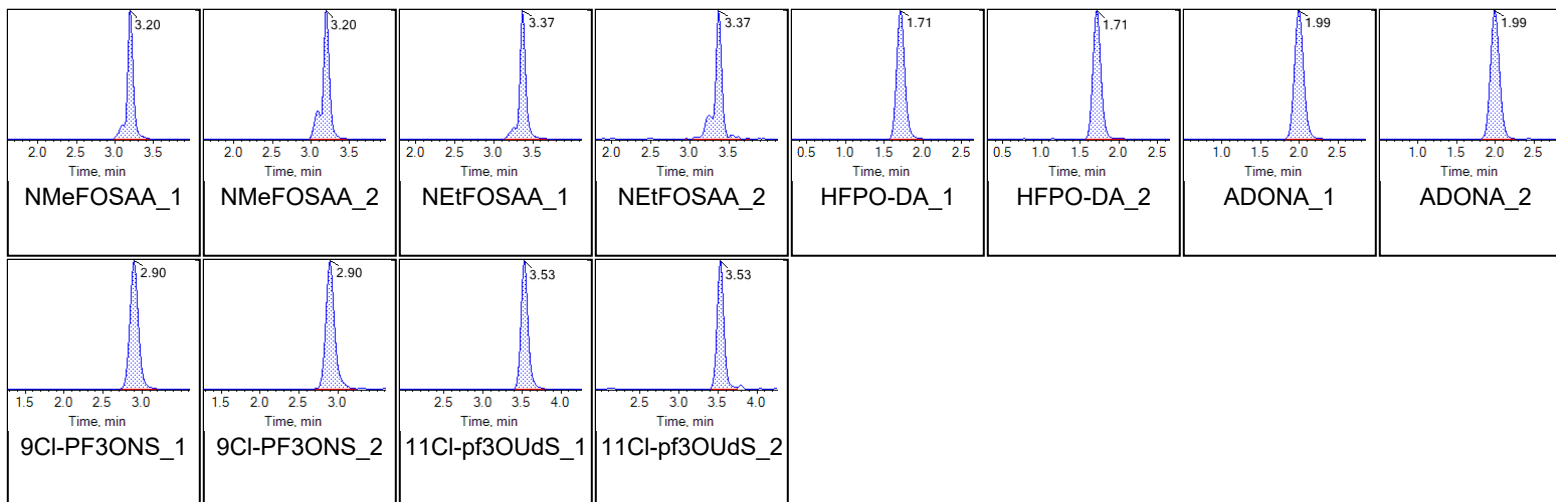 3.20
3.20
3.37
3.37
1.71
1.71
1.99
1.99
2.0 2.5 3.0 3.5
2.0 2.5 3.0 3.5
2.5 3.0 3.5
2.5 3.0 3.5
0.5 1.0 1.5 2.0 2.5
0.5 1.0 1.5 2.0 2.5
1.0 1.5 2.0 2.5
1.0 1.5 2.0 2.5
Time, min
Time, min
Time, min
Time, min
Time, min
Time, min
Time, min
Time, min
NMeFOSAA_1
NMeFOSAA_2
NEtFOSAA_1
NEtFOSAA_2
HFPO-DA_1
HFPO-DA_2
ADONA_1
ADONA_2
2.90
2.90
3.53
3.53
1.5 2.0 2.5 3.0
1.5 2.0 2.5 3.0
2.5 3.0 3.5 4.0
2.5 3.0 3.5 4.0
Time, min
Time, min
Time, min
Time, min
9Cl-PF3ONS_1
9Cl-PF3ONS_2
11Cl-pf3OUdS_1
11Cl-pf3OUdS_2